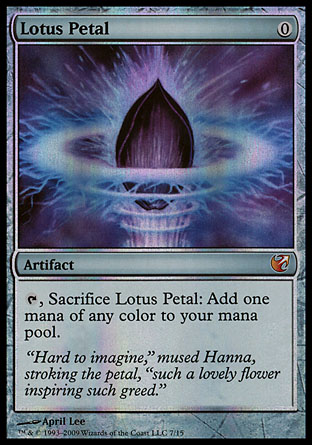 Lotus Petal 0
Artifact
, Sacrifice Lotus Petal: Add one
mana of any color to your mana
pool.
“Hard to imagine,” mused Hanna,
stroking the petal, “such a lovely flower
inspiring such greed.”
April Lee
™ & © 1993–2009 Wizards of the Coast LLC 7/15